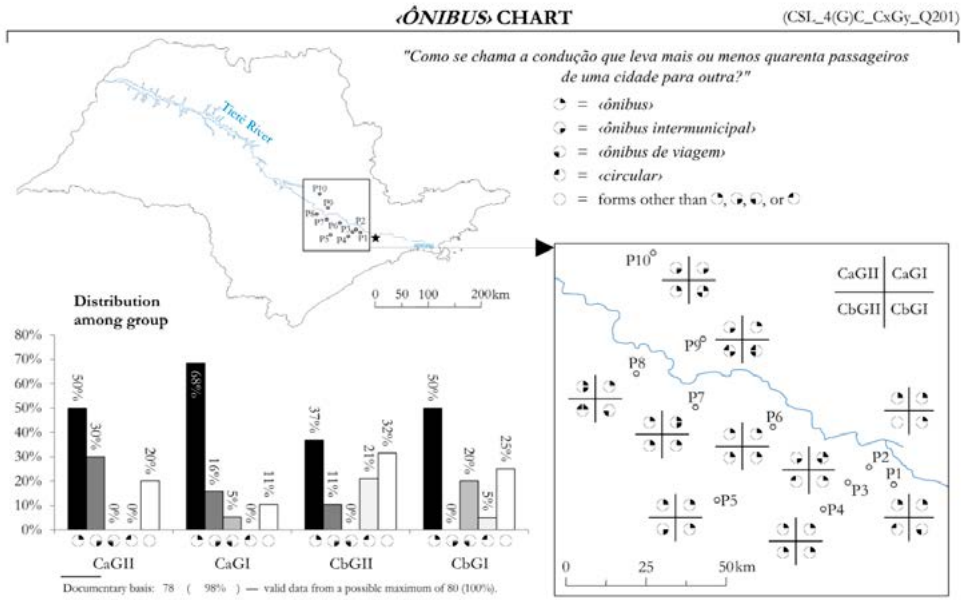 ‹ÔNIBUS› CHART
(CSL_4(G)C_CxGy_Q201)
"Como se chama a condução que leva mais ou menos quarenta passageiros
de uma cidade para outra?"
= ‹ônibus›
= ‹ônibus intermunicipal›
= ‹ônibus de viagem›
= ‹circular›
= forms other than , , , or
Tietê River
P10
P9
P8
P7
P6
P5
P4
P3
P2
P1
0 50 100 200 km
Distribution
among group
80%
70%
60%
50%
40%
30%
20%
10%
0%
50%
30%
0%
0%
20%
68%
16%
5%
0%
11%
37%
11%
0%
21%
32%
50%
0%
20%
5%
25%
CaGII
CaGI
CbGII
CbGI
Documentary basis: 78 ( 98% ) — valid data from a possible maximum of 80 (100%).
CaGII CaGI
CbGII CbGI
P10
P9
P8
P7
P6
P2
P1
P3
P5
P4
0 25 50 km